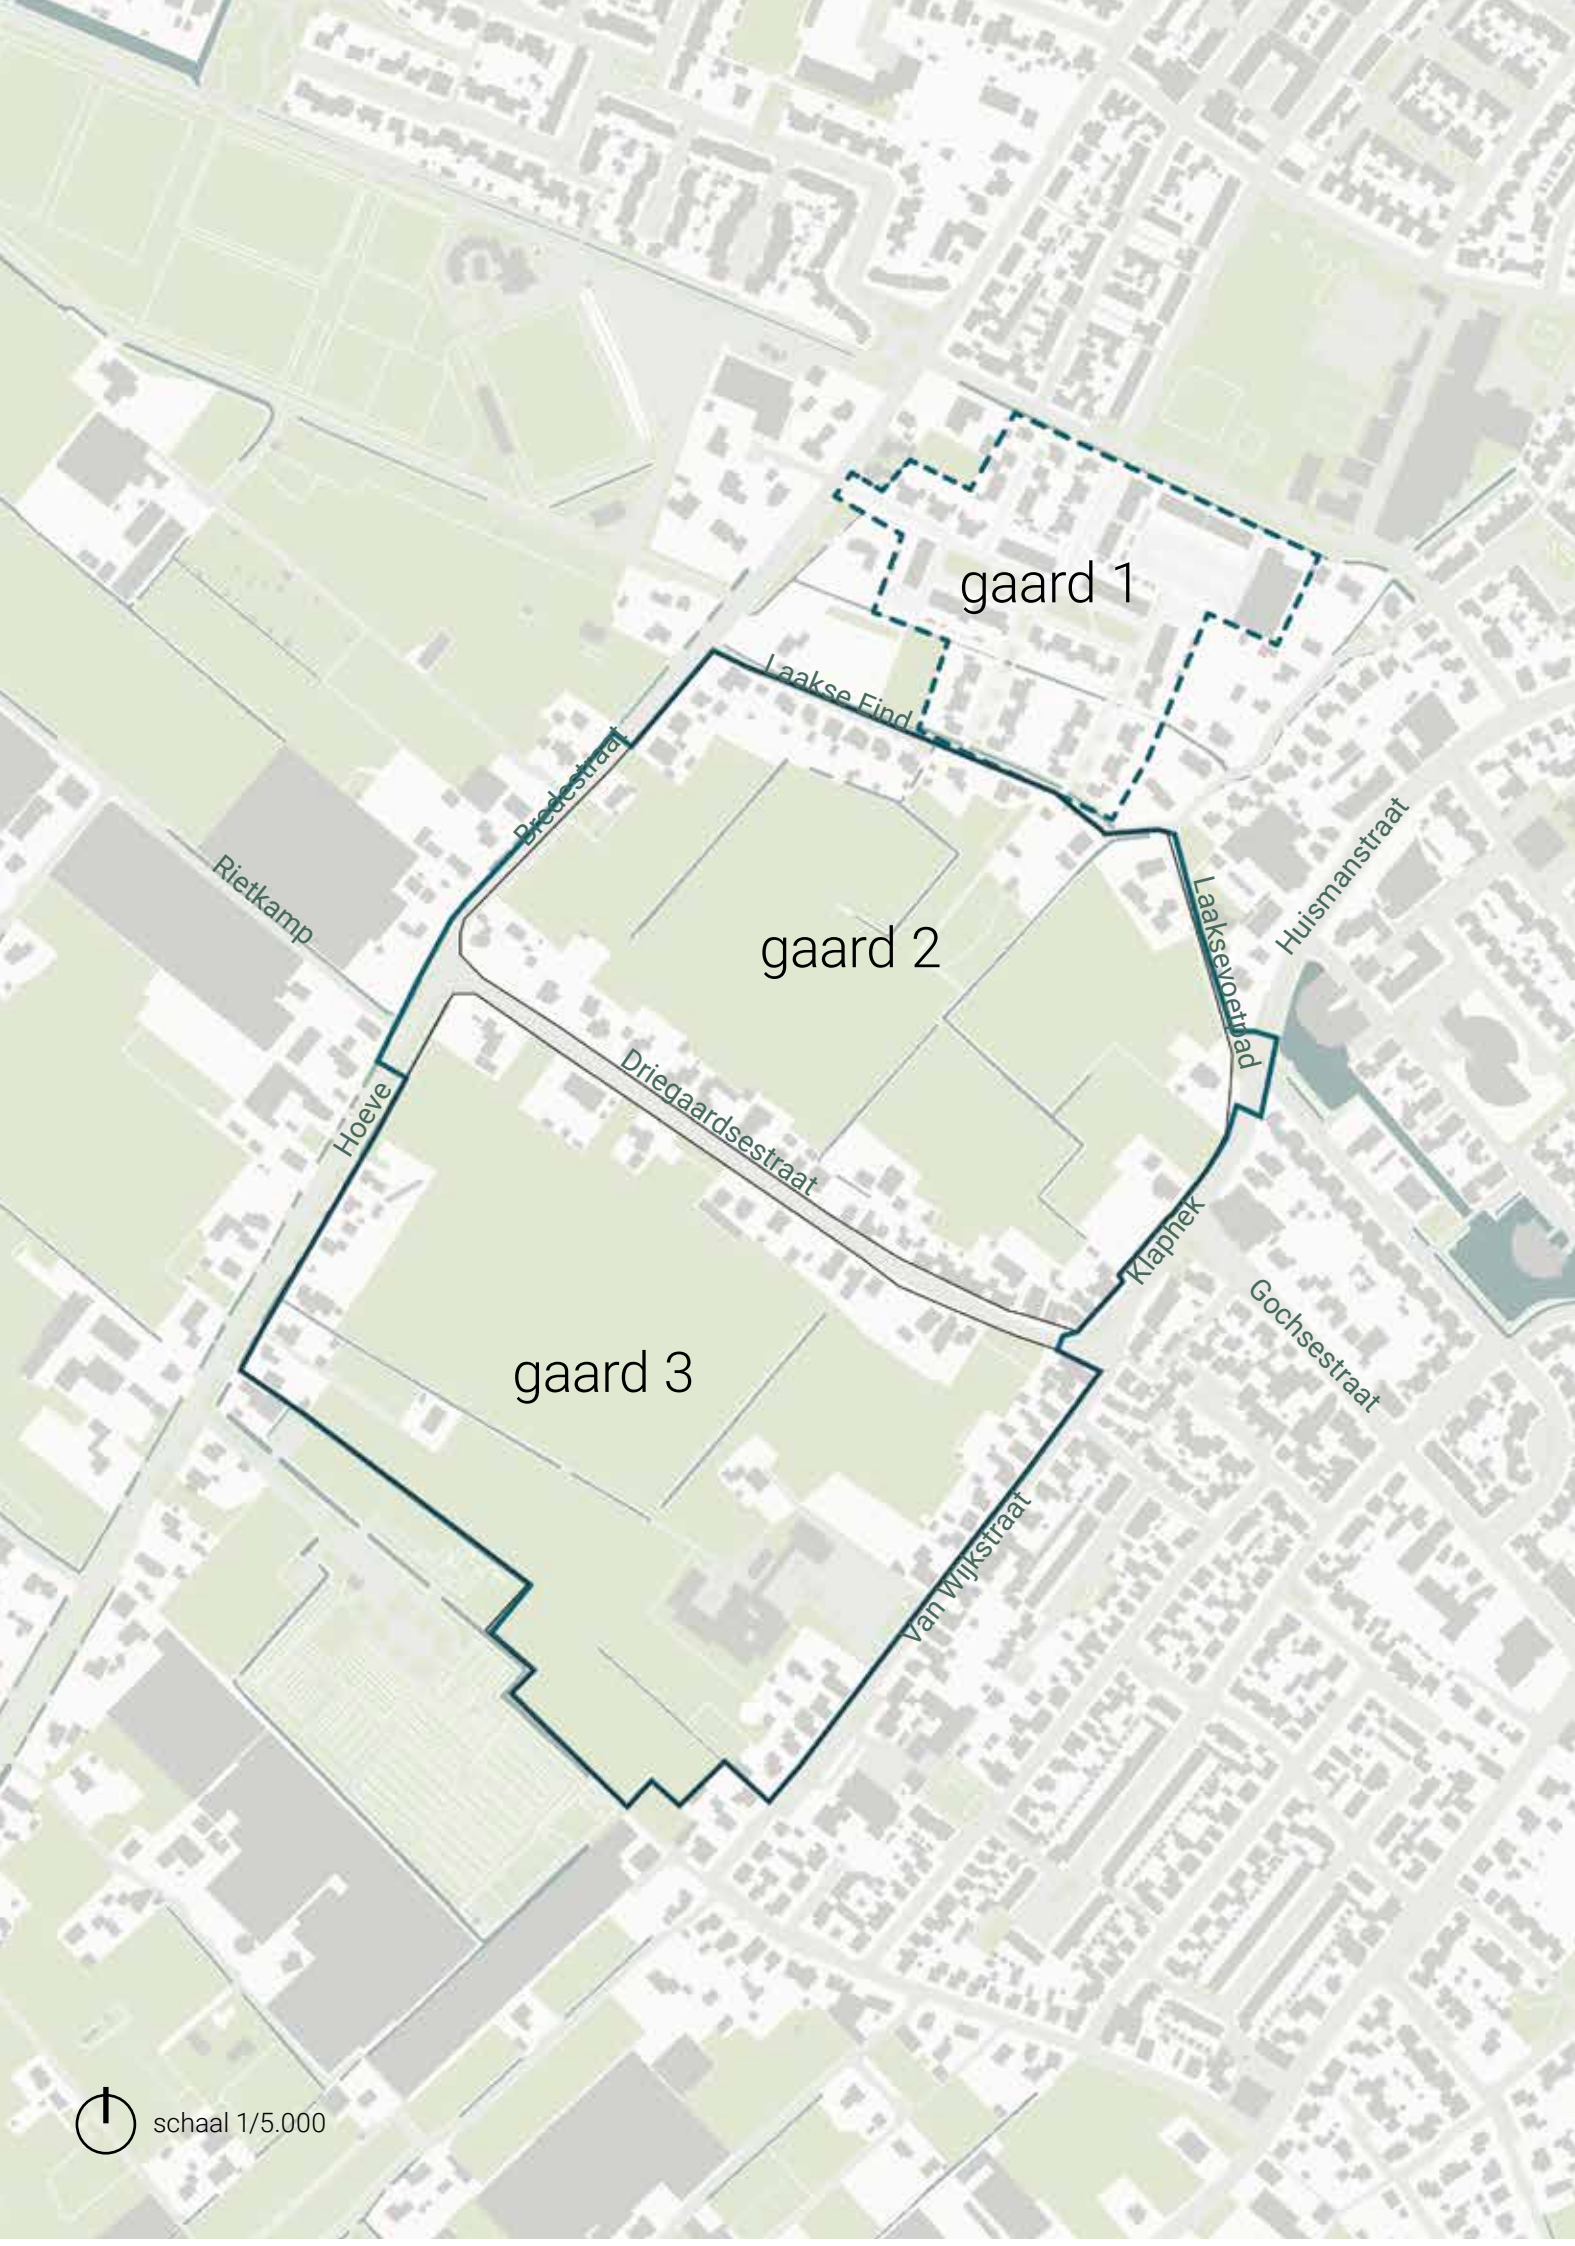 gaard 1
Laakse Eind
Bredestraat
Huismanstraat
Rietkamp
Laaksevoetpad
gaard 2
Driegaardsestraat
Hoeve
Klaphek
Gochsestraat
gaard 3
Van Wijkstraat
schaal 1/5.000